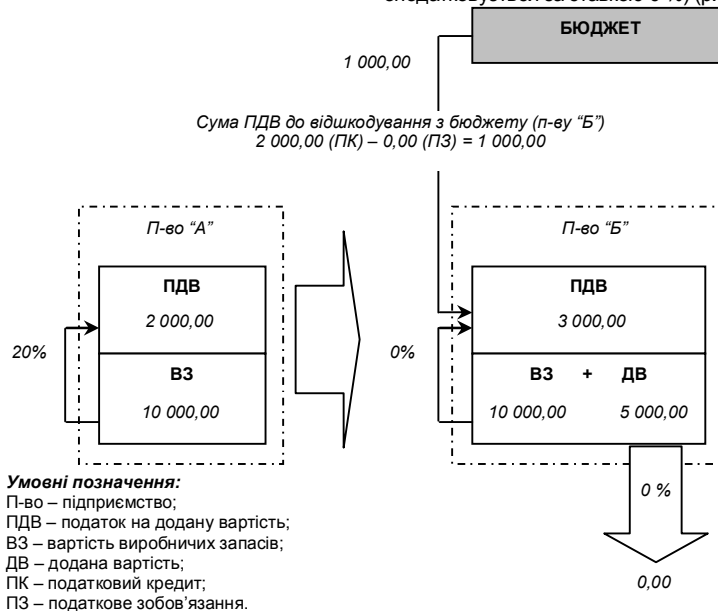 БЮДЖЕТ
1 000,00
Сума ПДВ до відшкодування з бюджету (п-ву “Б”)
2 000,00 (ПК) – 0,00 (ПЗ) = 1 000,00
П-во “А”
П-во “Б”
ПДВ
2 000,00
ПДВ
3 000,00
20%
0%
ВЗ
10 000,00
ВЗ + ДВ
10 000,00 5 000,00
0 %
0,00
Умовні позначення:
П-во – підприємство;
ПДВ – податок на додану вартість;
ВЗ – вартість виробничих запасів;
ДВ – додана вартість;
ПК – податковий кредит;
ПЗ – податкове зобов’язання.